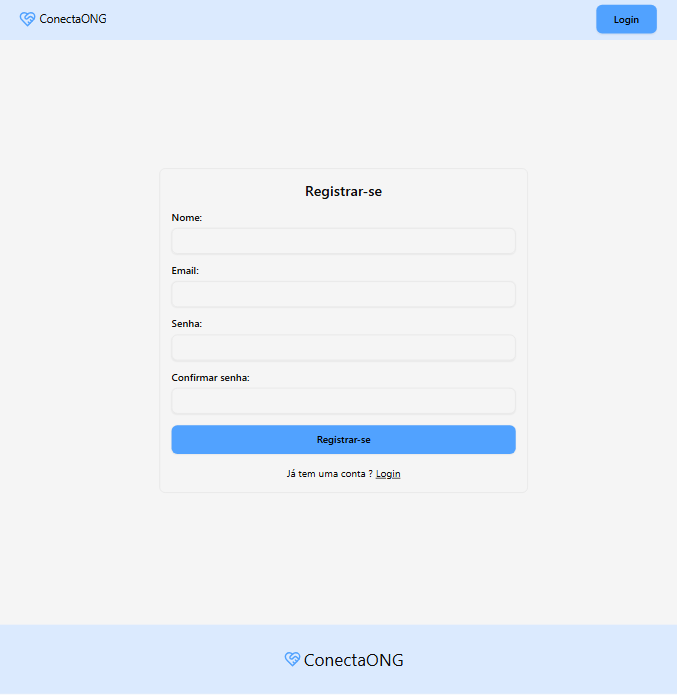 ConectaONG
Login
Registrar-se
Nome:
Email:
Senha:
Confirmar senha:
Registrar-se
Já tem uma conta ? Login
ConectaONG